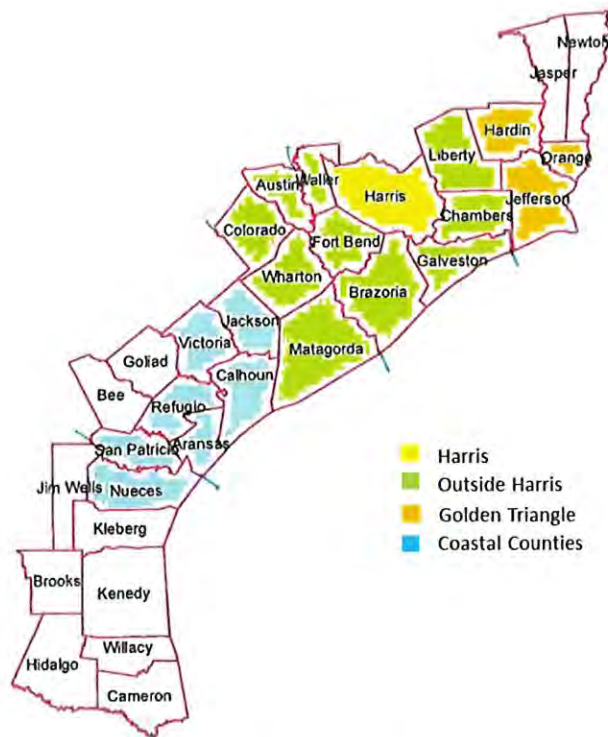 Newton
Jasper
Hardin
Liberty
Orange
Waller
Austin
Harris
Jefferson
Chambers
Colorado
Fort Bend
Galveston
Wharton
Brazoria
Jackson
Victoria
Matagorda
Goliad
Calhoun
Bee
Refugio
Aransas
San Patricio
Jim Wells
Nueces
Kleberg
Brooks
Kenedy
Willacy
Hidalgo
Cameron
Harris
Outside Harris
Golden Triangle
Coastal Counties